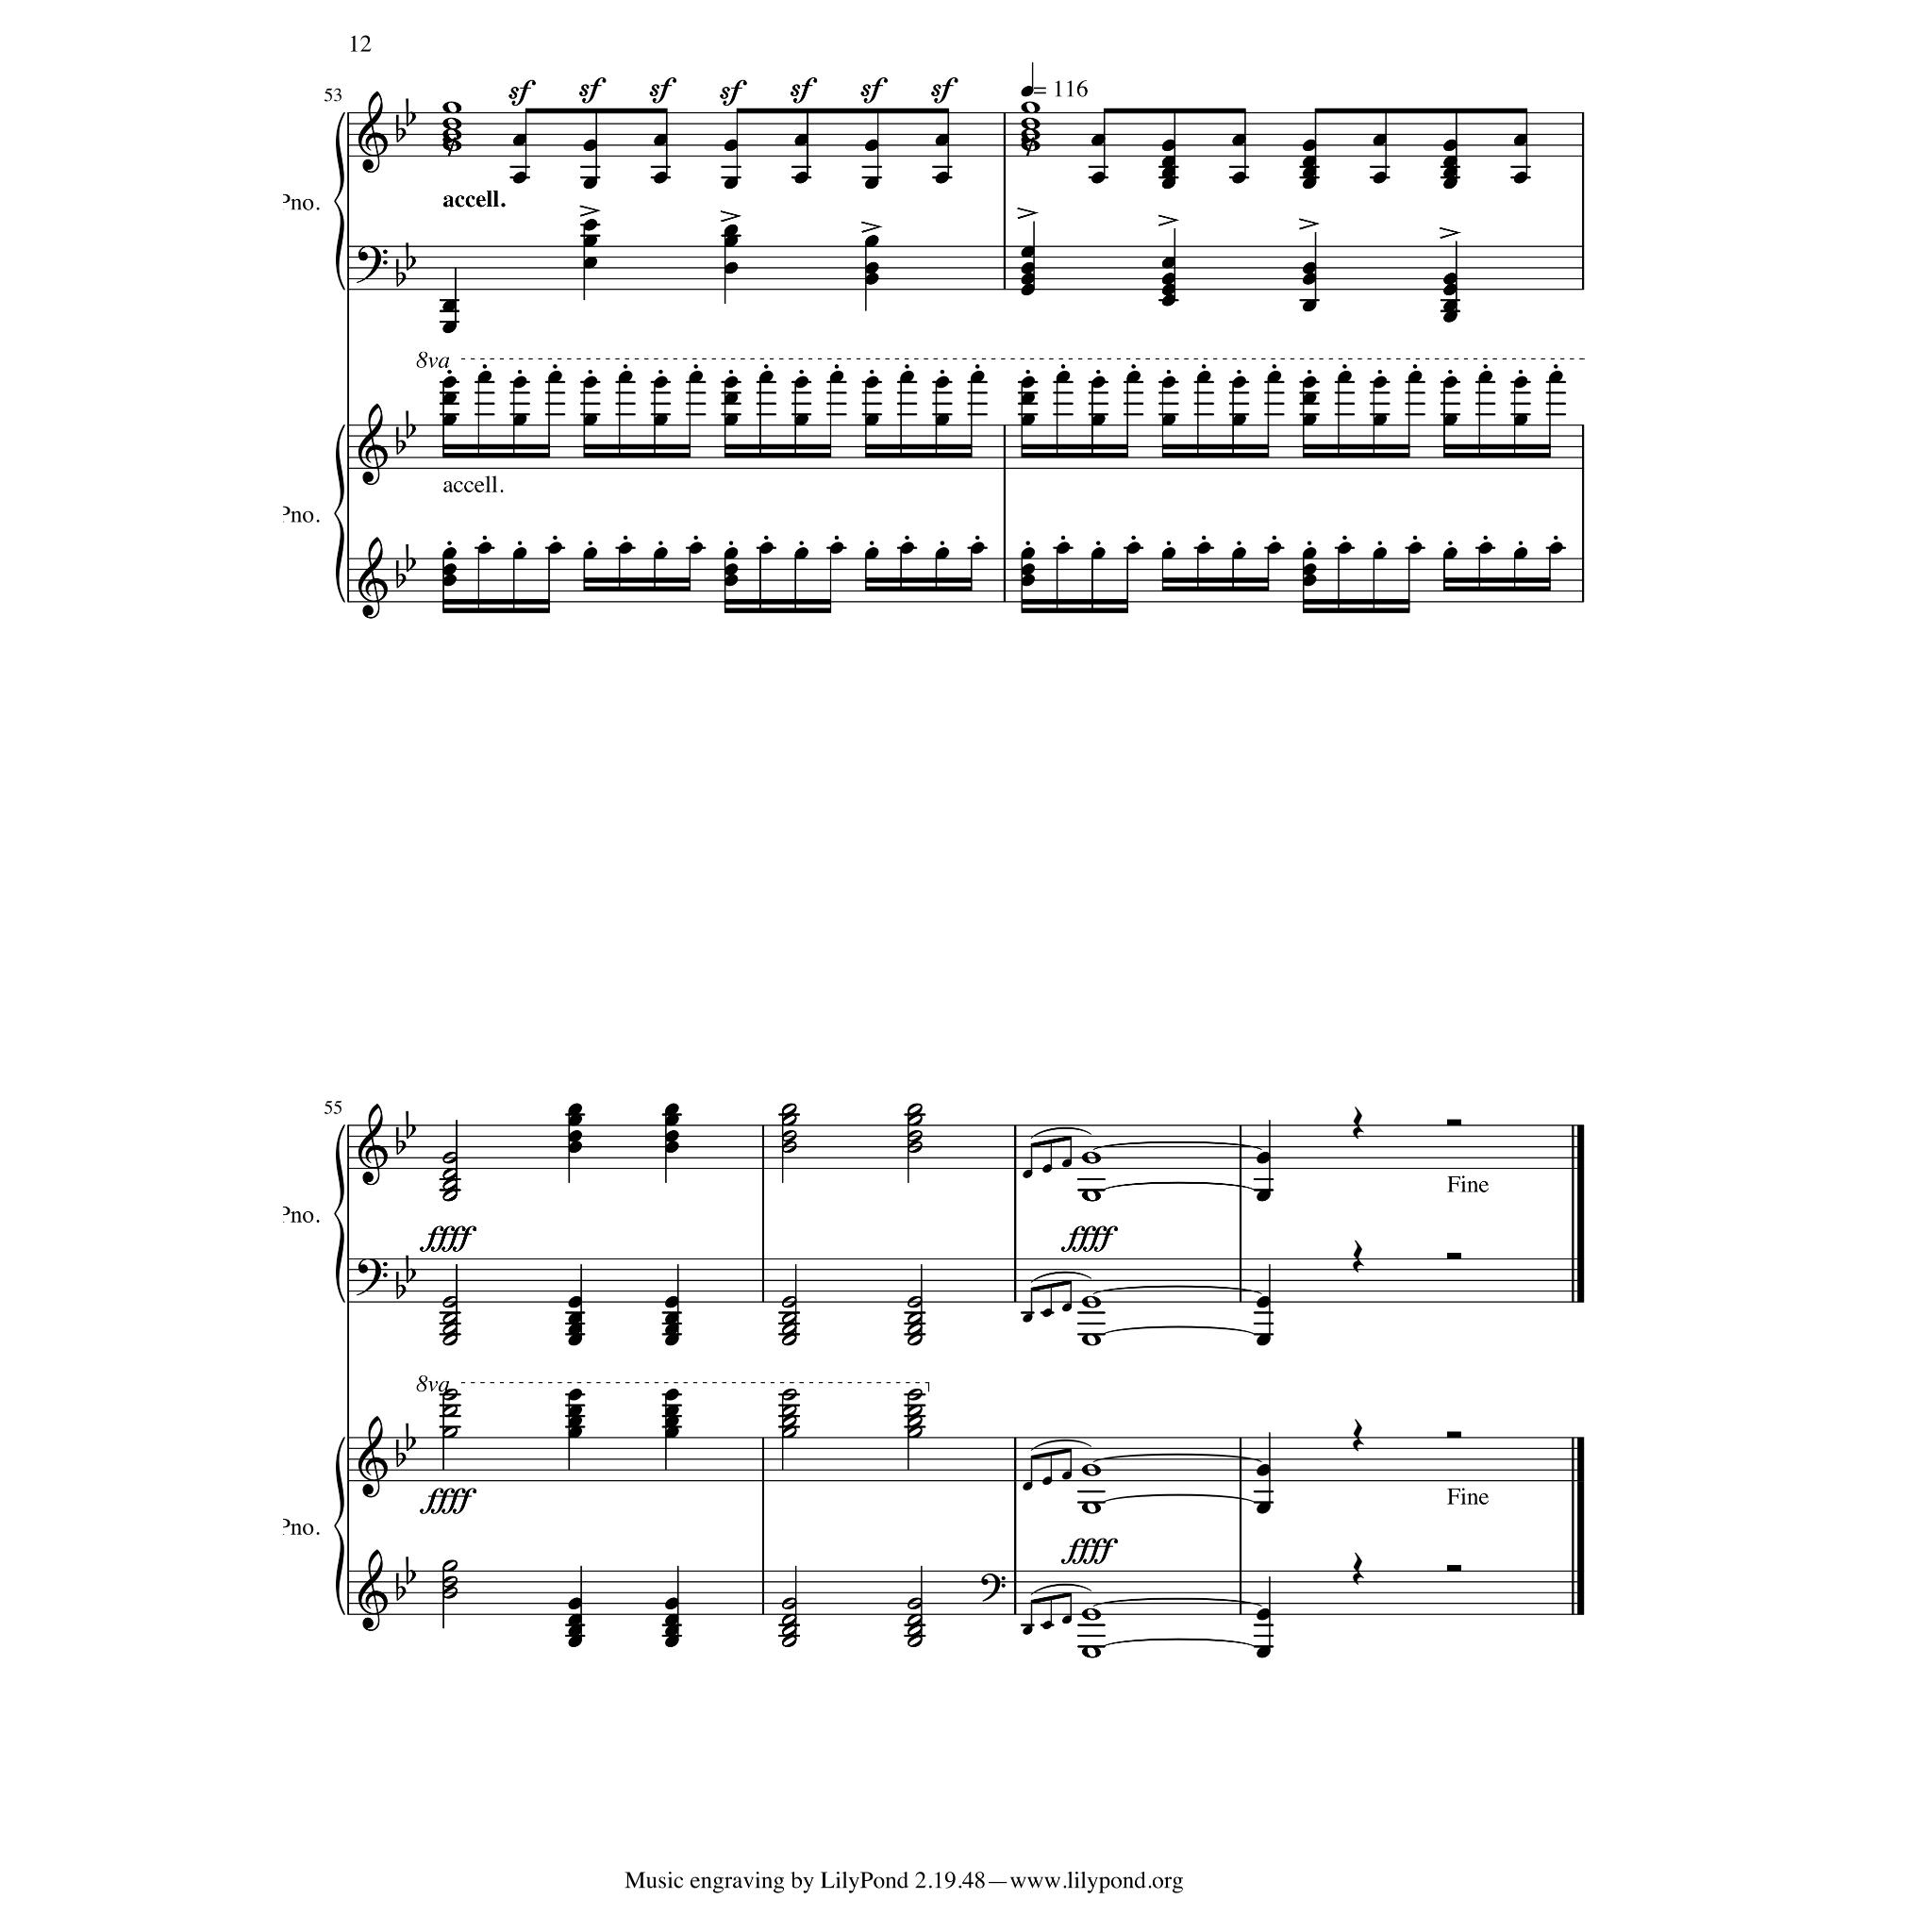 12
53
sf sf sf sf sf sf sf
= 116
Pno.
accell.
8va
accell.
Pno.
55
Fine
Pno.
ffff ffff
8va
ffff
Fine
Pno.
ffff
Music engraving by LilyPond 2.19.48—www.lilypond.org